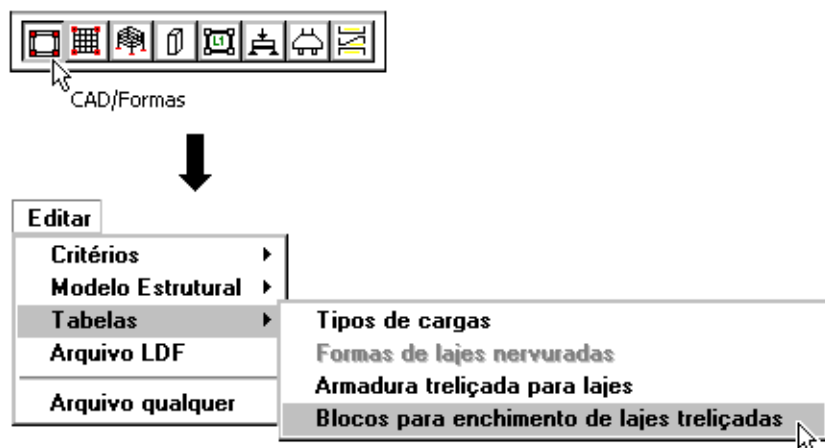 L1
CAD/Formas
Editar
Critérios
Modelo Estrutural
Tabelas
Arquivo LDF
Arquivo qualquer
Tipos de cargas
Formas de lajes nervuradas
Armadura treliçada para lajes
Blocos para enchimento de lajes treliçadas